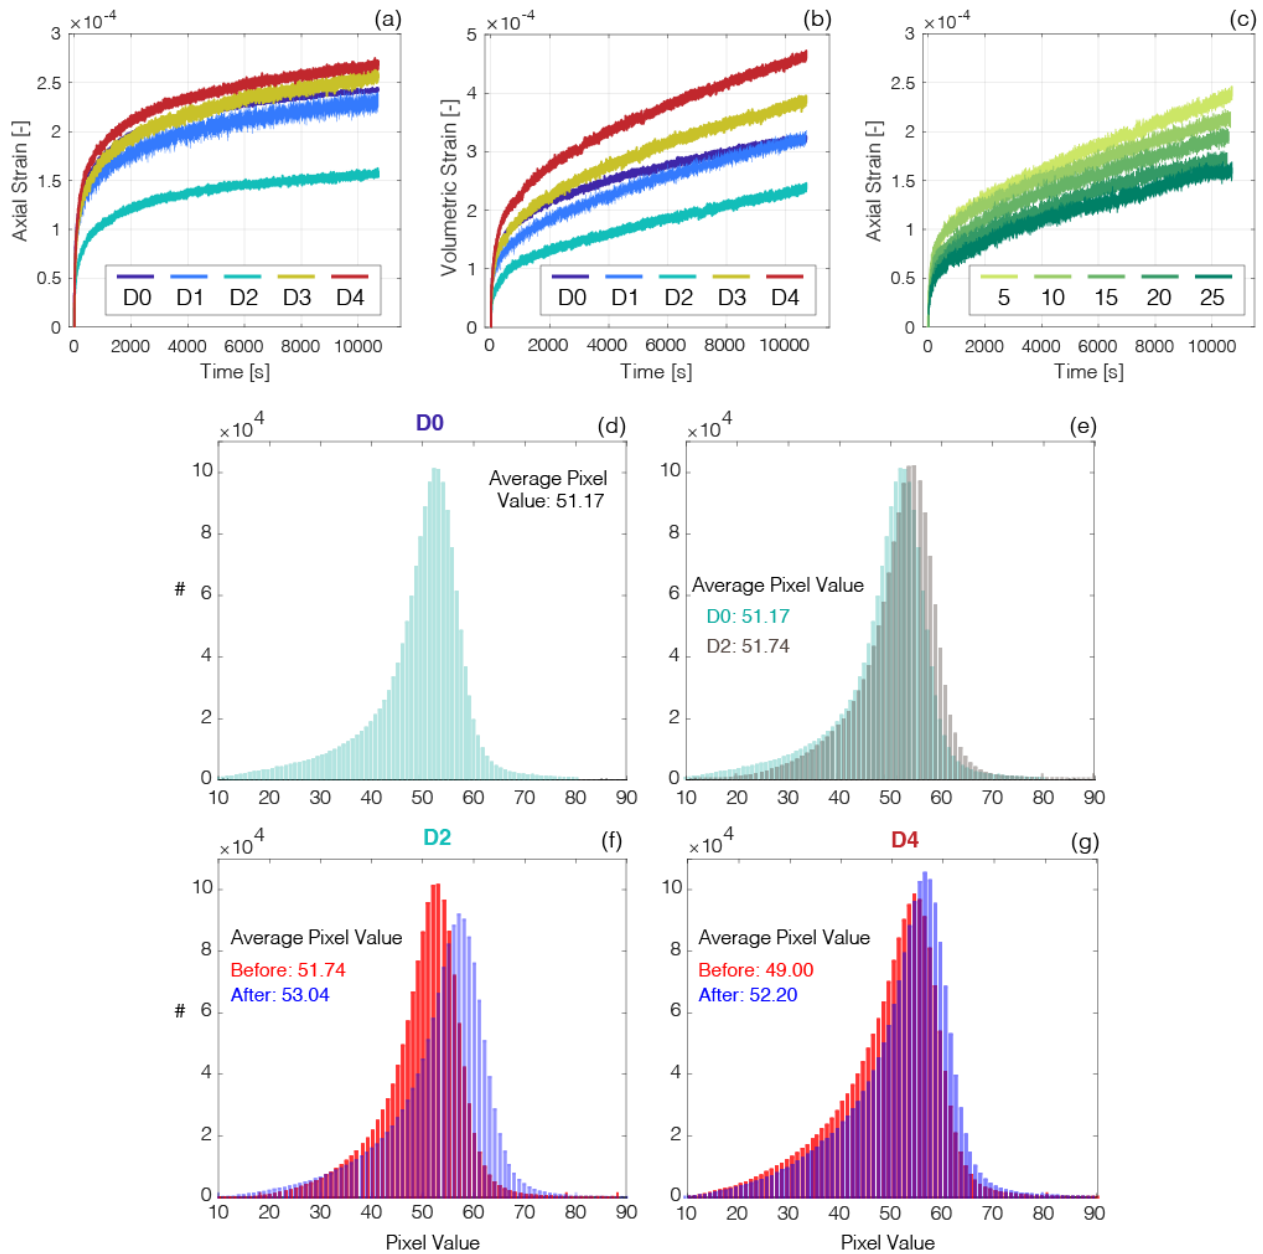 ×10-4
(a)
3
2.5
2
1.5
1
0.5
0
Axial Strain [-]
D0 D1 D2 D3 D4
0 2000 4000 6000 8000 10000
Time [s]
×10-4
(b)
5
4
3
2
1
0
Volumetric Strain [-]
D0 D1 D2 D3 D4
0 2000 4000 6000 8000 10000
Time [s]
×10-4
(c)
3
2.5
2
1.5
1
0.5
0
Axial Strain [-]
5 10 15 20 25
0 2000 4000 6000 8000 10000
Time [s]
D0
×10 4
(d)
10
8
6
4
2
0
#
Average Pixel
Value: 51.17
10 20 30 40 50 60 70 80 90
×10 4
(e)
10
8
6
4
2
0
Average Pixel Value
D0: 51.17
D2: 51.74
10 20 30 40 50 60 70 80 90
D2
×10 4
(f)
10
8
6
4
2
0
#
Average Pixel Value
Before: 51.74
After: 53.04
10 20 30 40 50 60 70 80 90
Pixel Value
D4
×10 4
(g)
10
8
6
4
2
0
Average Pixel Value
Before: 49.00
After: 52.20
10 20 30 40 50 60 70 80 90
Pixel Value